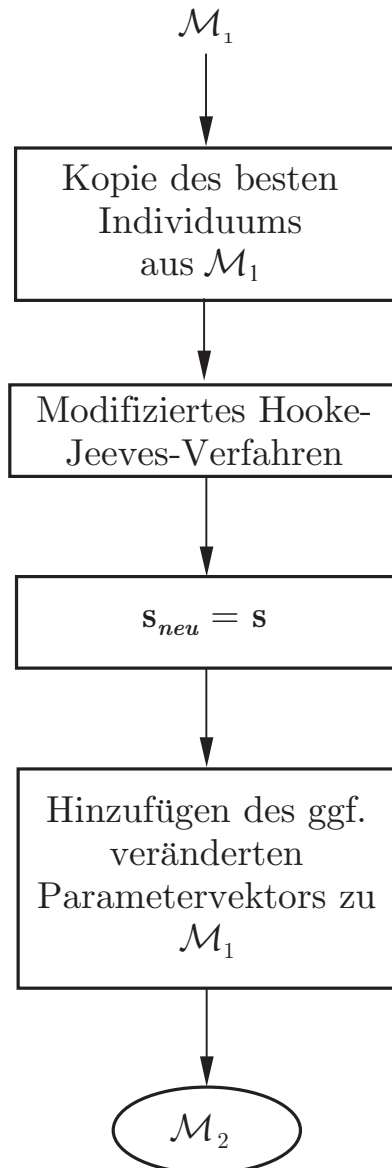 ℳ₁
Kopie des besten
Individuums
aus ℳ₁
Modifiziertes Hooke-
Jeeves-Verfahren
s_neu = s
Hinzufügen des ggf.
veränderten
Parametervektors zu
ℳ₁
ℳ₂